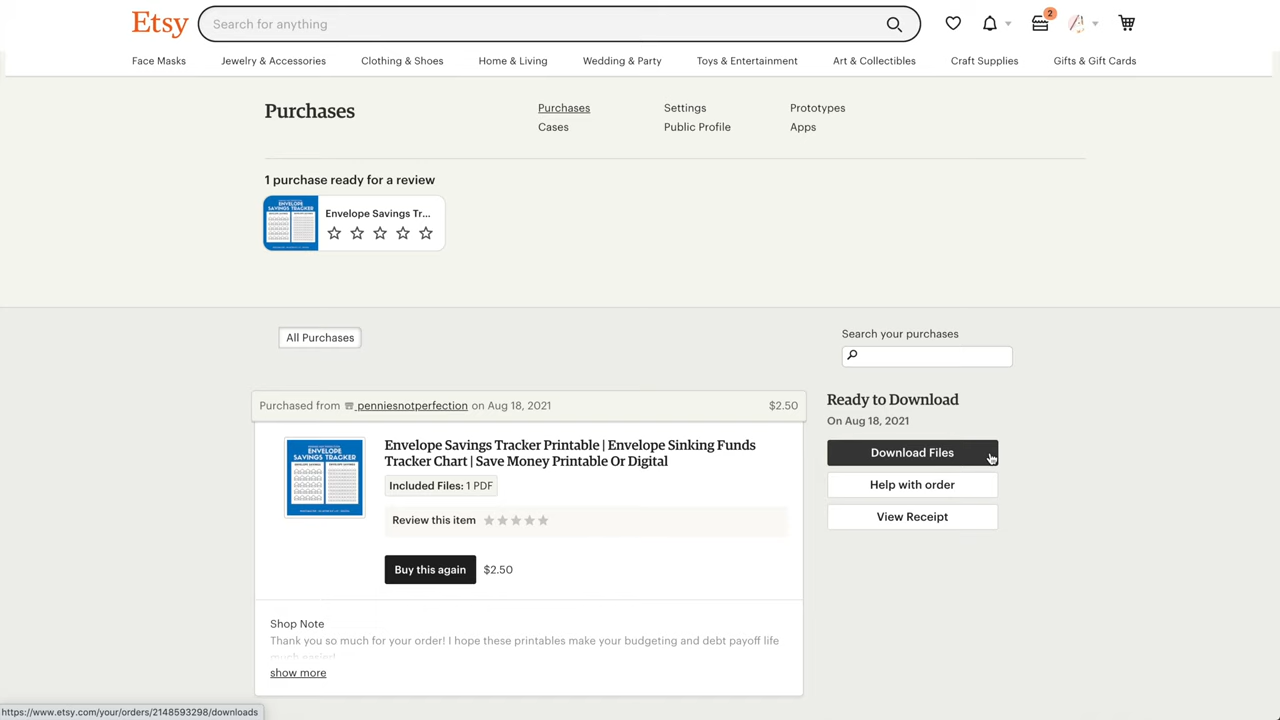 Etsy
Search for anything
2
Face Masks
Jewelry & Accessories
Clothing & Shoes
Home & Living
Wedding & Party
Toys & Entertainment
Art & Collectibles
Craft Supplies
Gifts & Gift Cards
Purchases
Purchases
Settings
Prototypes
Cases
Public Profile
Apps
1 purchase ready for a review
ENVELOPE
SAVINGS TRACKER
Envelope Savings Tr...
All Purchases
Search your purchases
Purchased from penniesnotperfection on Aug 18, 2021
$2.50
Ready to Download
On Aug 18, 2021
Download Files
Help with order
View Receipt
ENVELOPE
SAVINGS TRACKER
Envelope Savings Tracker Printable | Envelope Sinking Funds
Tracker Chart | Save Money Printable Or Digital
Included Files: 1 PDF
Review this item
Buy this again
$2.50
Shop Note
Thank you so much for your order! I hope these printables make your budgeting and debt payoff life
much easier!
show more
https://www.etsy.com/your/orders/2148593298/downloads